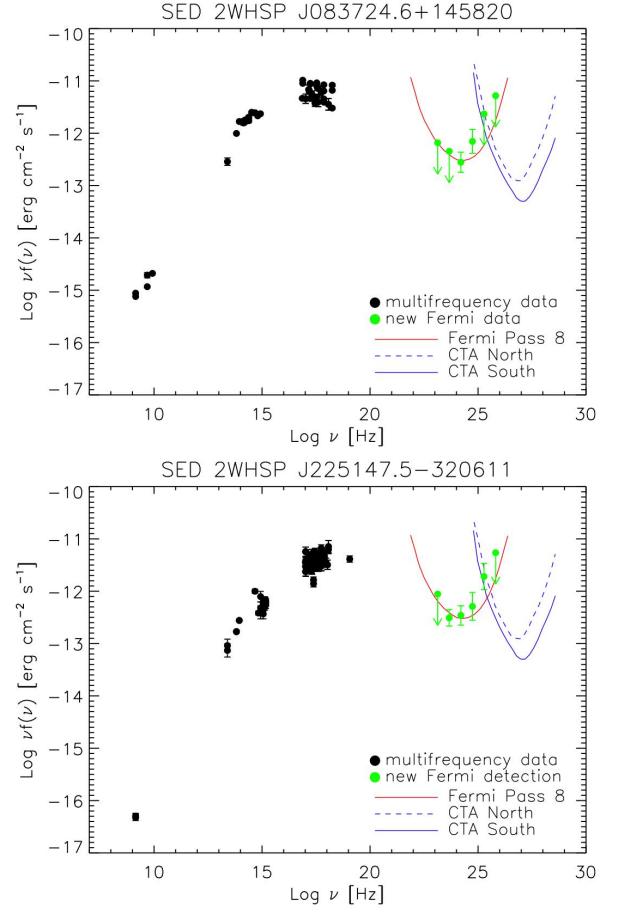 SED 2WHSP J083724.6+145820
−10
−11
−12
−13
−14
−15
−16
−17
Log νf(ν) [erg cm⁻² s⁻¹]
multifrequency data
new Fermi data
Fermi Pass 8
CTA North
CTA South
10 15 20 25 30
Log ν [Hz]
SED 2WHSP J225147.5−320611
−10
−11
−12
−13
−14
−15
−16
−17
Log νf(ν) [erg cm⁻² s⁻¹]
multifrequency data
new Fermi detection
Fermi Pass 8
CTA North
CTA South
10 15 20 25 30
Log ν [Hz]